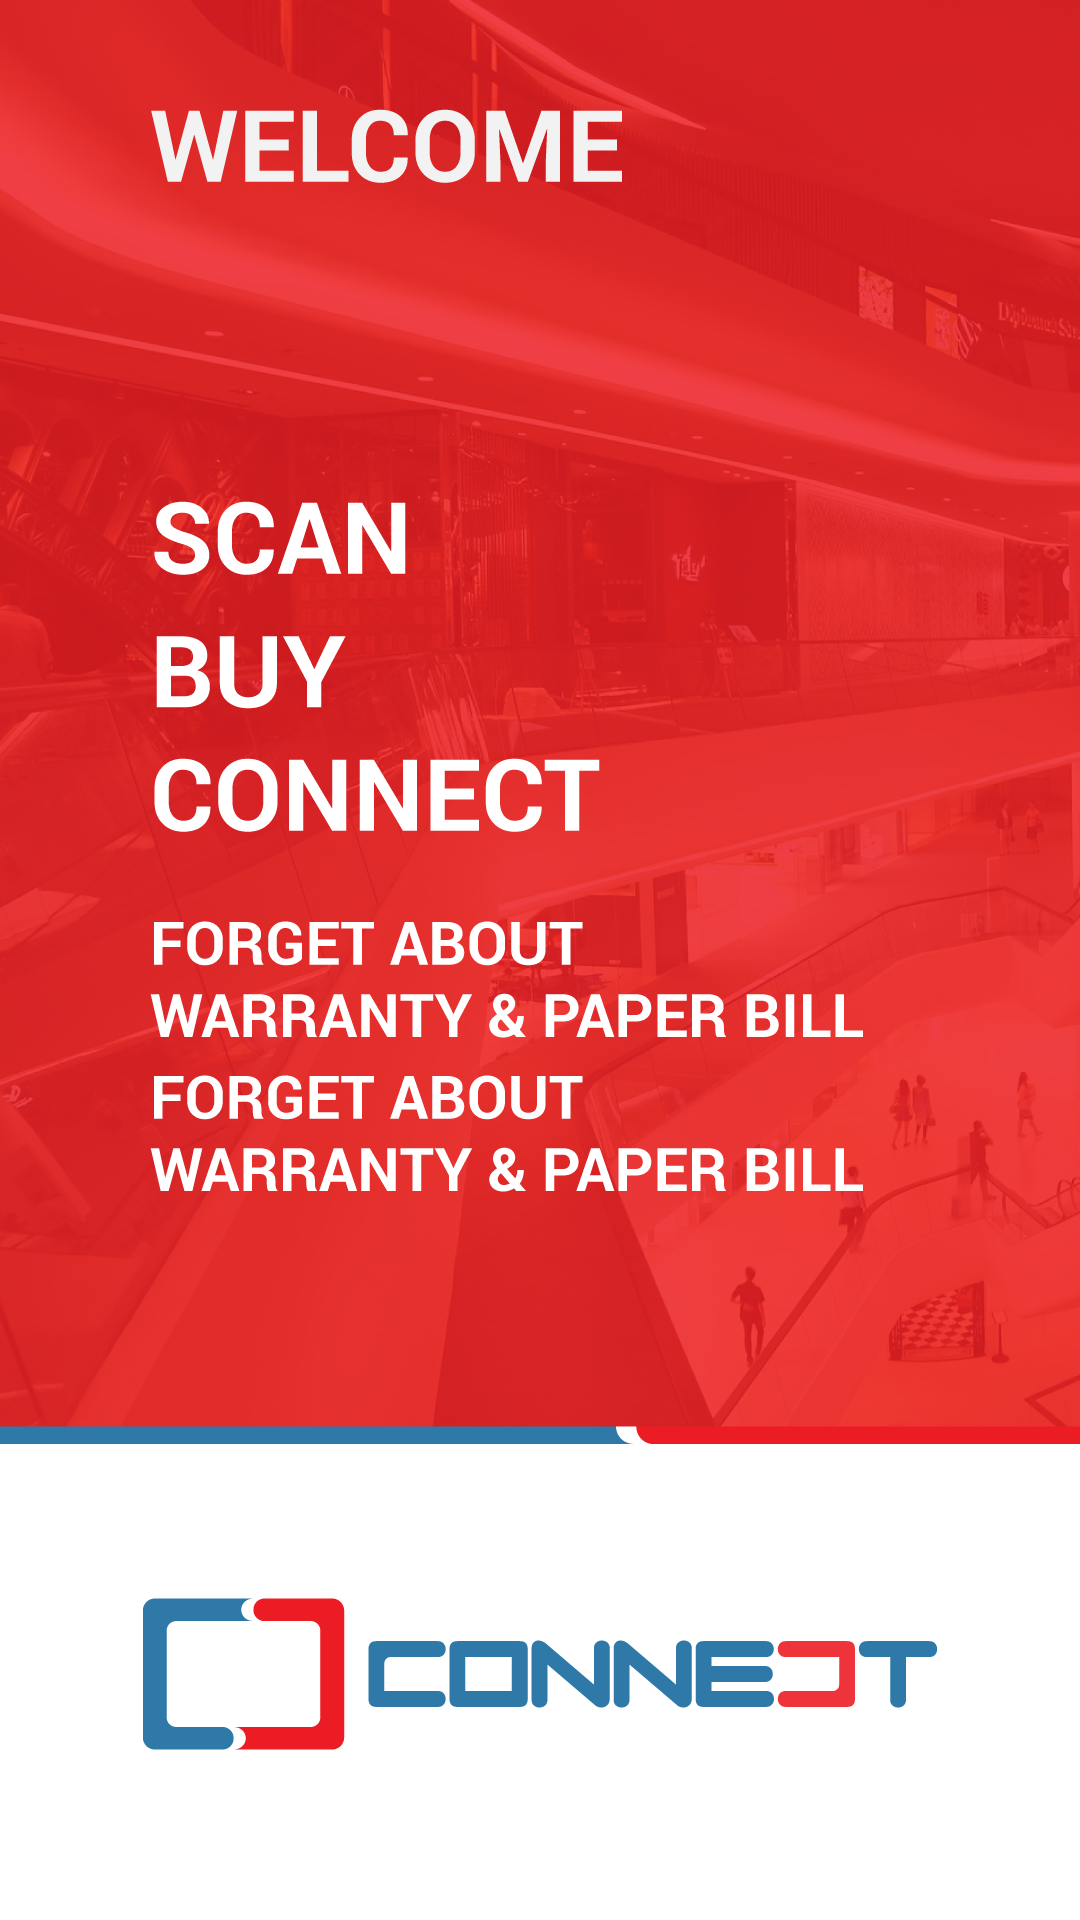 WELCOME
SCAN
BUY
CONNECT
FORGET ABOUT
WARRANTY & PAPER BILL
FORGET ABOUT
WARRANTY & PAPER BILL
CONNECT